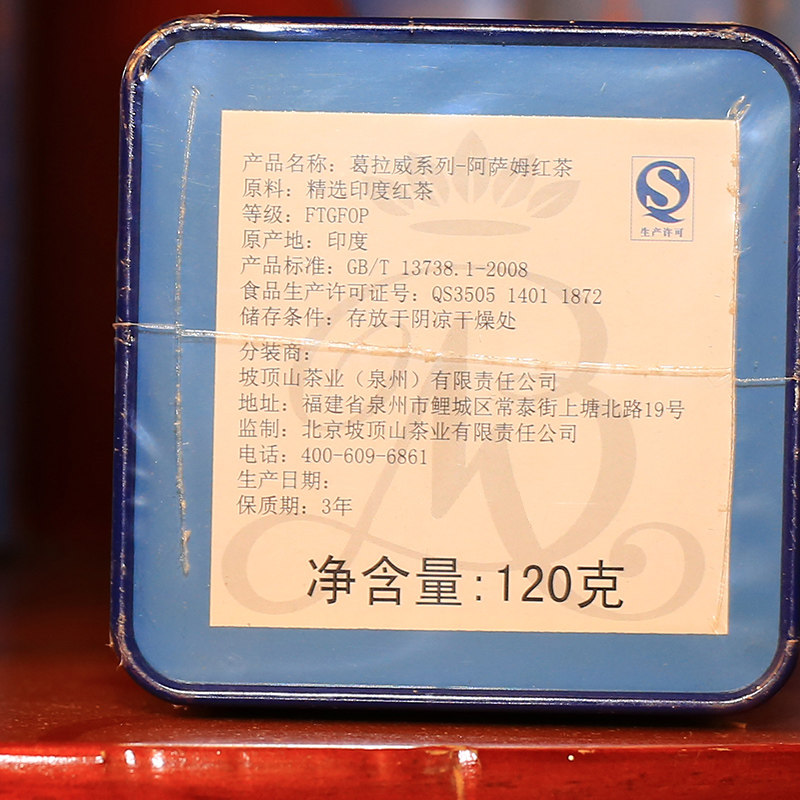 产品名称：葛拉威系列-阿萨姆红茶
原料：精选印度红茶
等级：FTGFOP
原产地：印度
产品标准：GB/T 13738.1-2008
食品生产许可证号：QS3505 1401 1872
储存条件：存放于阴凉干燥处
分装商：
坡顶山茶业（泉州）有限责任公司
地址：福建省泉州市鲤城区常泰街上塘北路19号
监制：北京坡顶山茶业有限责任公司
电话：400-609-6861
生产日期：
保质期：3年
净含量:120克
S
生产许可